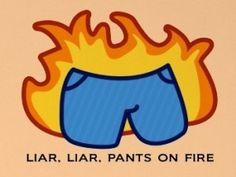 LIAR, LIAR, PANTS ON FIRE